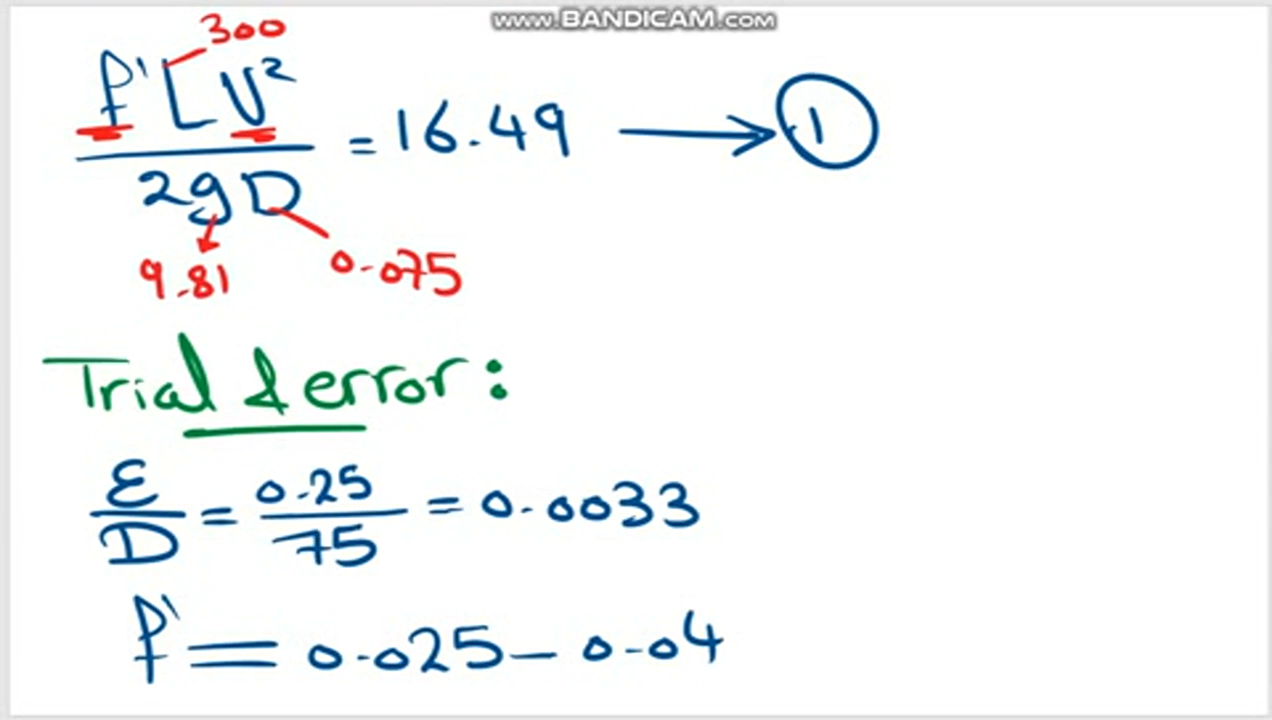 www.BANDICAM.com
300
f' L V²
= 16.49 → 1
2gD
9.81 0.075
Trial & error:
ε/D = 0.25/75 = 0.0033
f' = 0.025 - 0.04